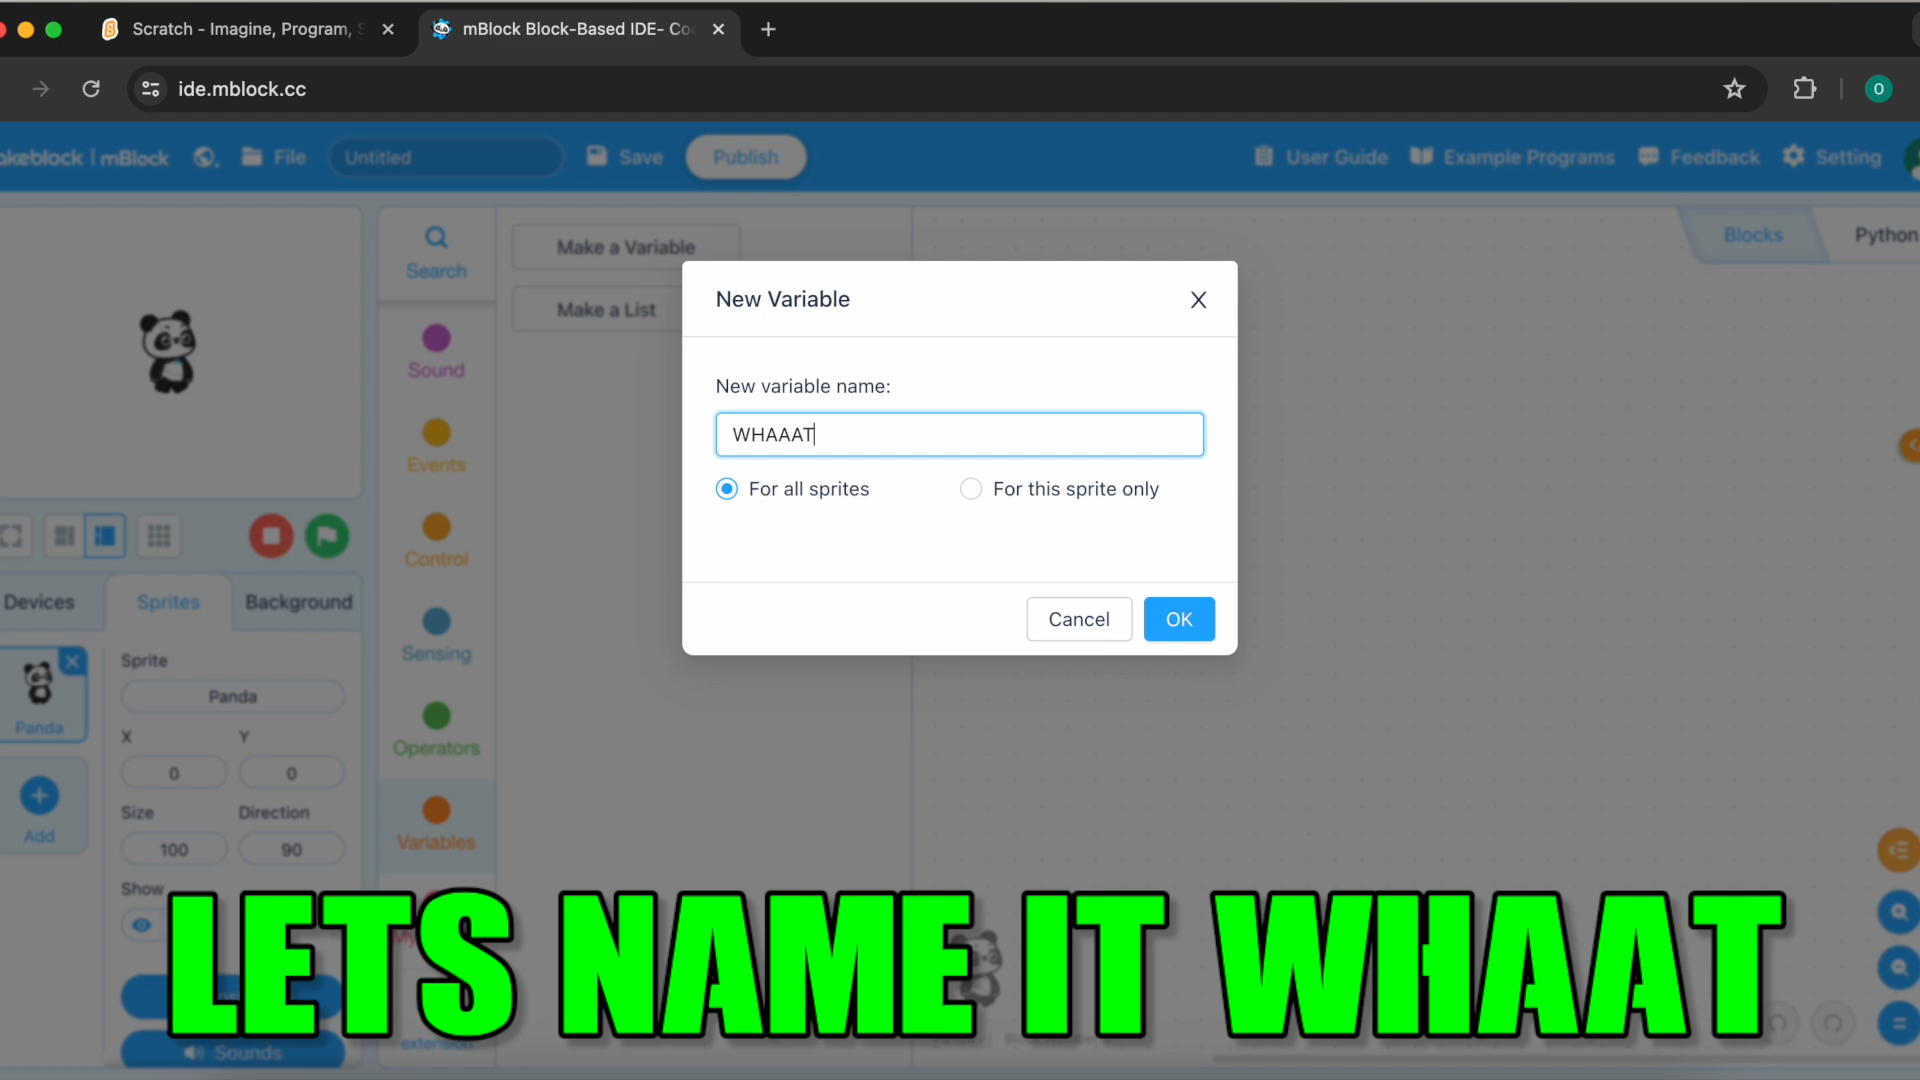 Scratch - Imagine, Program, S
mBlock Block-Based IDE- Co
ide.mblock.cc
O
akeblock | mBlock
File
Untitled
Save
Publish
User Guide
Example Programs
Feedback
Setting
Search
Make a Variable
Make a List
Blocks
Python
New Variable
New variable name:
WHAAAT
For all sprites
For this sprite only
Cancel
OK
Sound
Events
Control
Sensing
Operators
Variables
My
extension
Devices
Sprites
Background
Sprite
Panda
Panda
X
Y
0
0
Size
Direction
100
90
Add
Show
Sounds
LETS NAME IT WHAAT